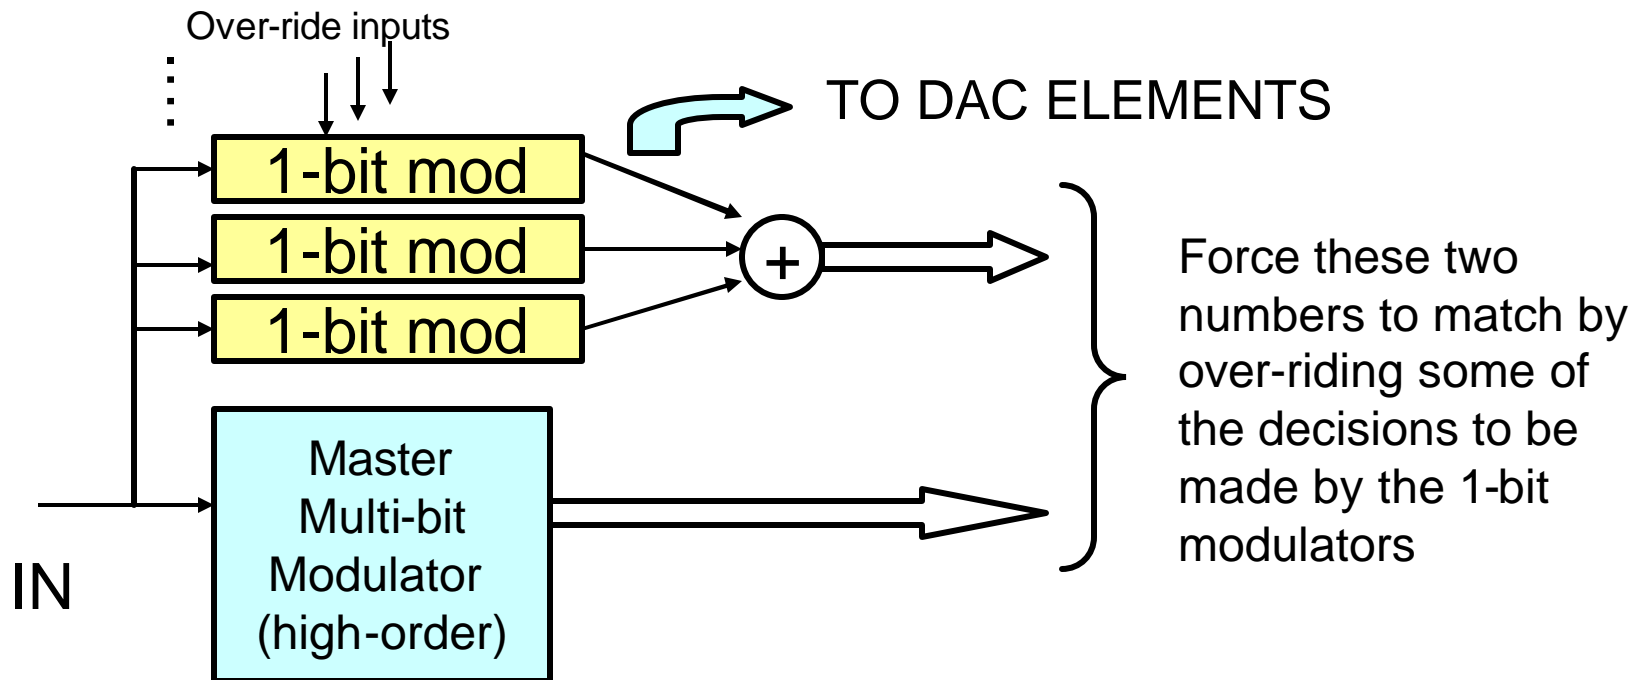 Over-ride inputs
TO DAC ELEMENTS
1-bit mod
1-bit mod
1-bit mod
+
Force these two
numbers to match by
over-riding some of
the decisions to be
made by the 1-bit
modulators
Master
Multi-bit
Modulator
(high-order)
IN